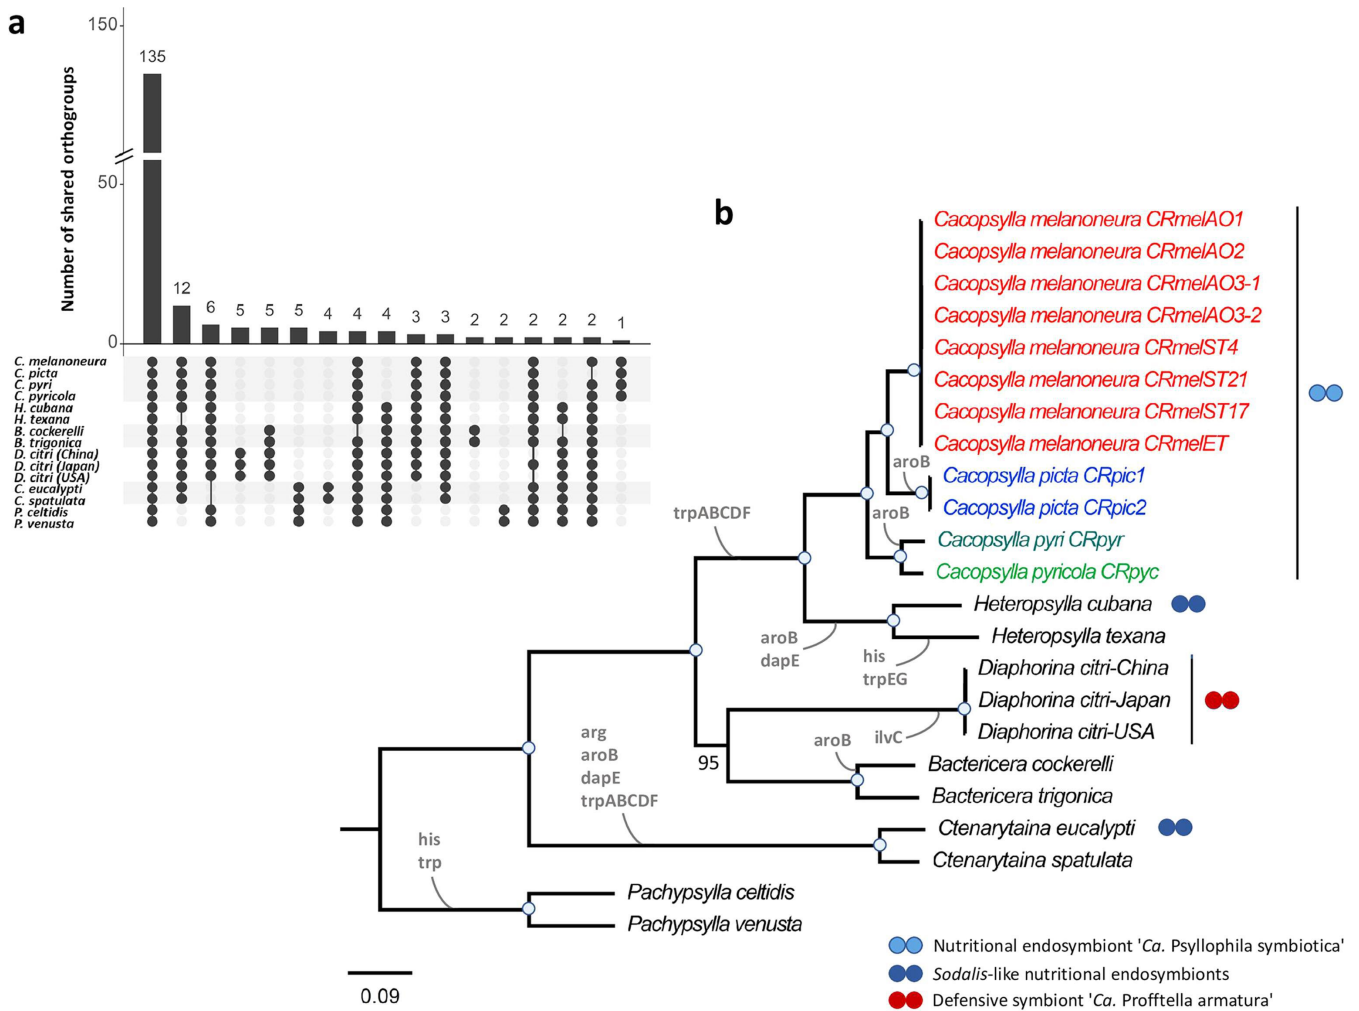 a
Number of shared orthogroups
150
50
0
135
12
6
5
5
5
4
4
4
3
3
2
2
2
2
2
1
C. melanoneura
C. picta
C. pyri
C. pyricola
H. cubana
H. texana
B. cockerelli
B. trigonica
D. citri (China)
D. citri (Japan)
D. citri (USA)
C. eucalypti
C. spatulata
P. celtidis
P. venusta
b
Cacopsylla melanoneura CRmelAO1
Cacopsylla melanoneura CRmelAO2
Cacopsylla melanoneura CRmelAO3-1
Cacopsylla melanoneura CRmelAO3-2
Cacopsylla melanoneura CRmelST4
Cacopsylla melanoneura CRmelST21
Cacopsylla melanoneura CRmelST17
Cacopsylla melanoneura CRmelET
aroB
Cacopsylla picta CRpic1
Cacopsylla picta CRpic2
aroB
trpABCDF
Cacopsylla pyri CRpyr
Cacopsylla pyricola CRpyc
Heteropsylla cubana
aroB
dapE
Heteropsylla texana
his
trpEG
Diaphorina citri-China
Diaphorina citri-Japan
Diaphorina citri-USA
ilvC
95
aroB
Bactericera cockerelli
Bactericera trigonica
arg
aroB
dapE
trpABCDF
Ctenarytaina eucalypti
Ctenarytaina spatulata
his
trp
Pachypsylla celtidis
Pachypsylla venusta
0.09
Nutritional endosymbiont 'Ca. Psyllophila symbiotica'
Sodalis-like nutritional endosymbionts
Defensive symbiont 'Ca. Profftella armatura'